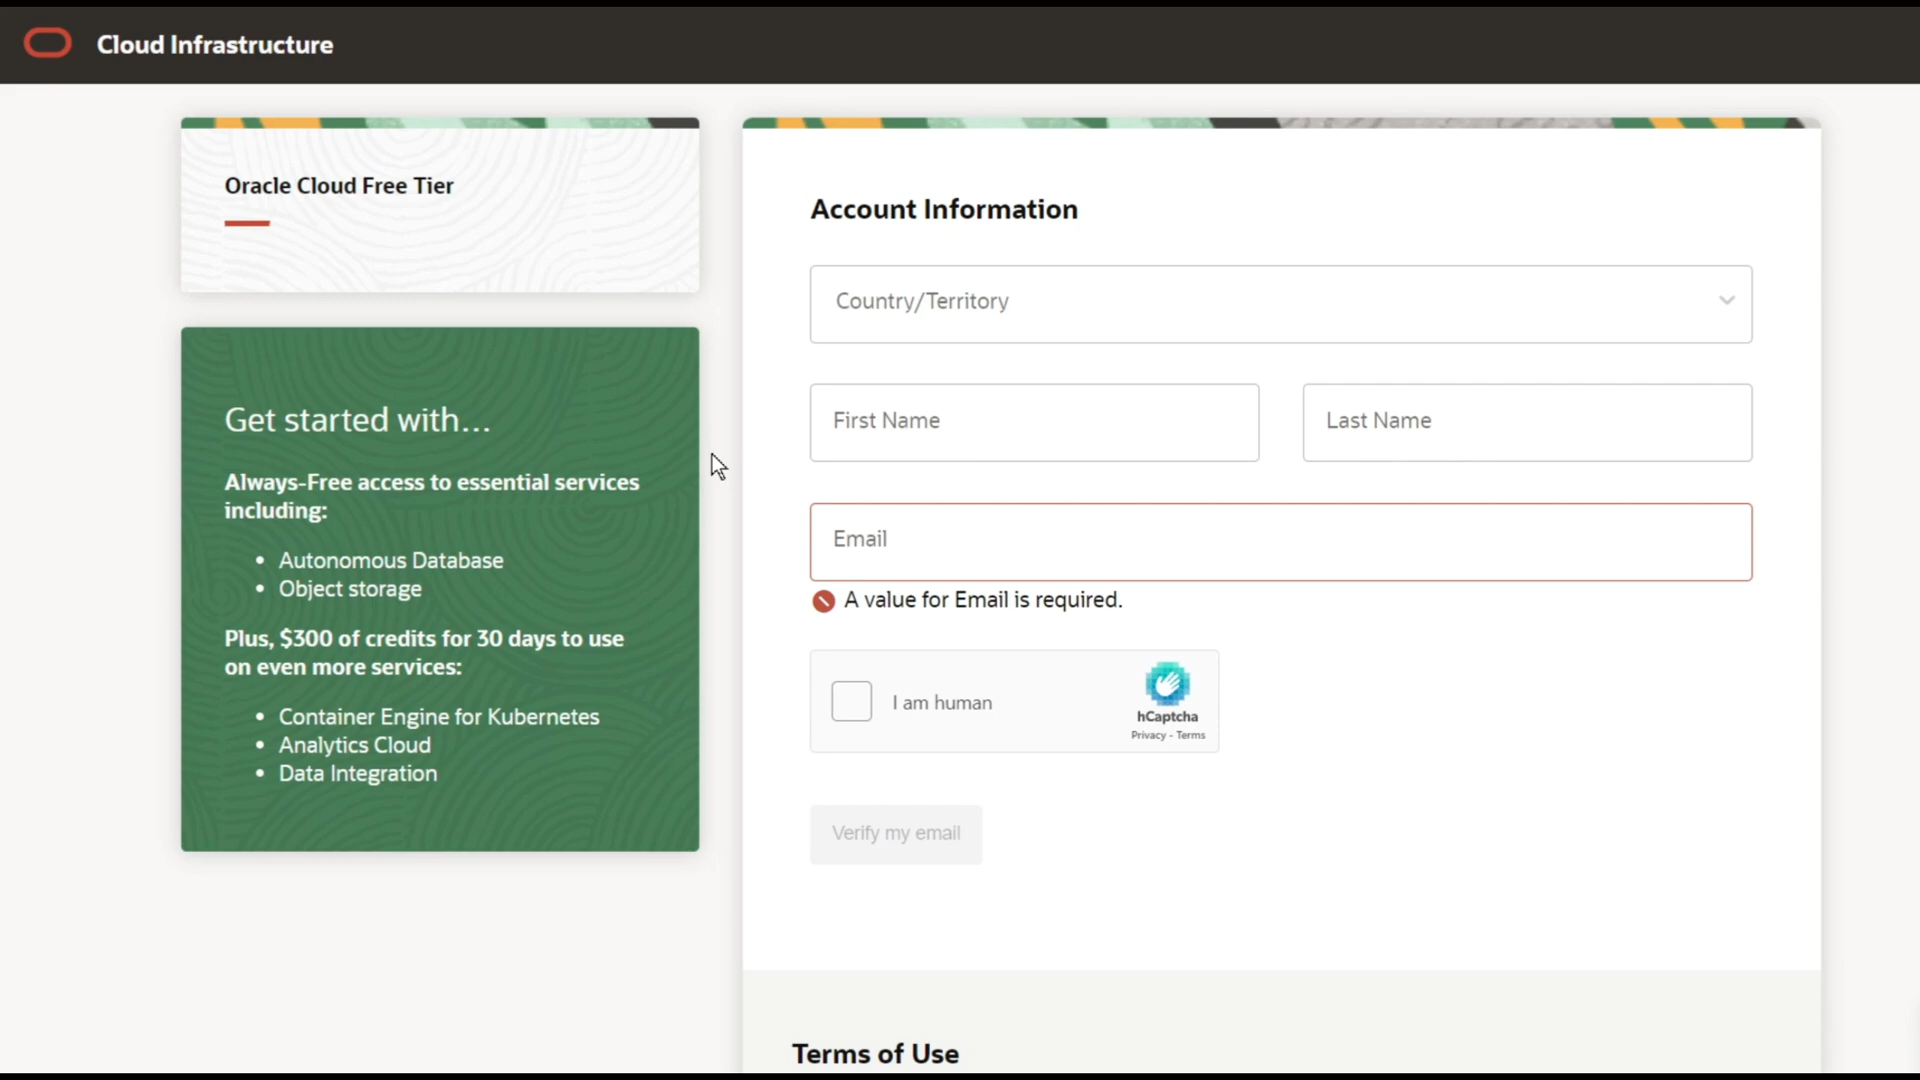 Cloud Infrastructure
Oracle Cloud Free Tier
Get started with...
Always-Free access to essential services
including:
• Autonomous Database
• Object storage
Plus, $300 of credits for 30 days to use
on even more services:
• Container Engine for Kubernetes
• Analytics Cloud
• Data Integration
Account Information
Country/Territory
First Name
Last Name
Email
A value for Email is required.
I am human
hCaptcha
Privacy - Terms
Verify my email
Terms of Use